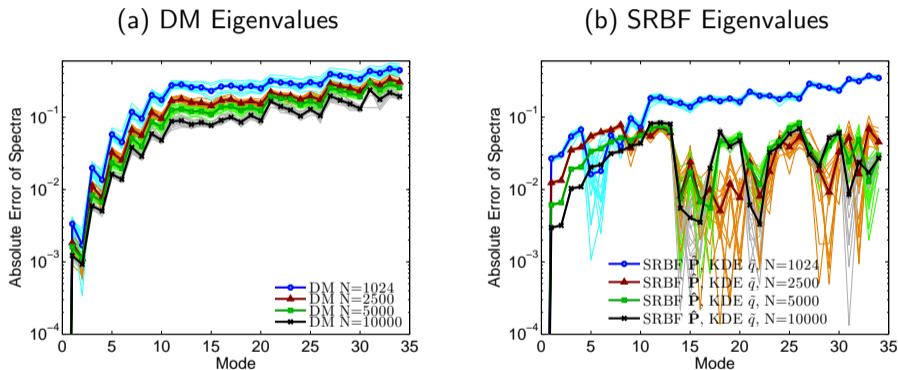 (a) DM Eigenvalues
Absolute Error of Spectra
10⁻¹
10⁻²
10⁻³
10⁻⁴
DM N=1024
DM N=2500
DM N=5000
DM N=10000
0 5 10 15 20 25 30 35
Mode
(b) SRBF Eigenvalues
Absolute Error of Spectra
10⁻¹
10⁻²
10⁻³
10⁻⁴
SRBF P̂, KDE q̃, N=1024
SRBF P̂, KDE q̃, N=2500
SRBF P̂, KDE q̃, N=5000
SRBF P̂, KDE q̃, N=10000
0 5 10 15 20 25 30 35
Mode